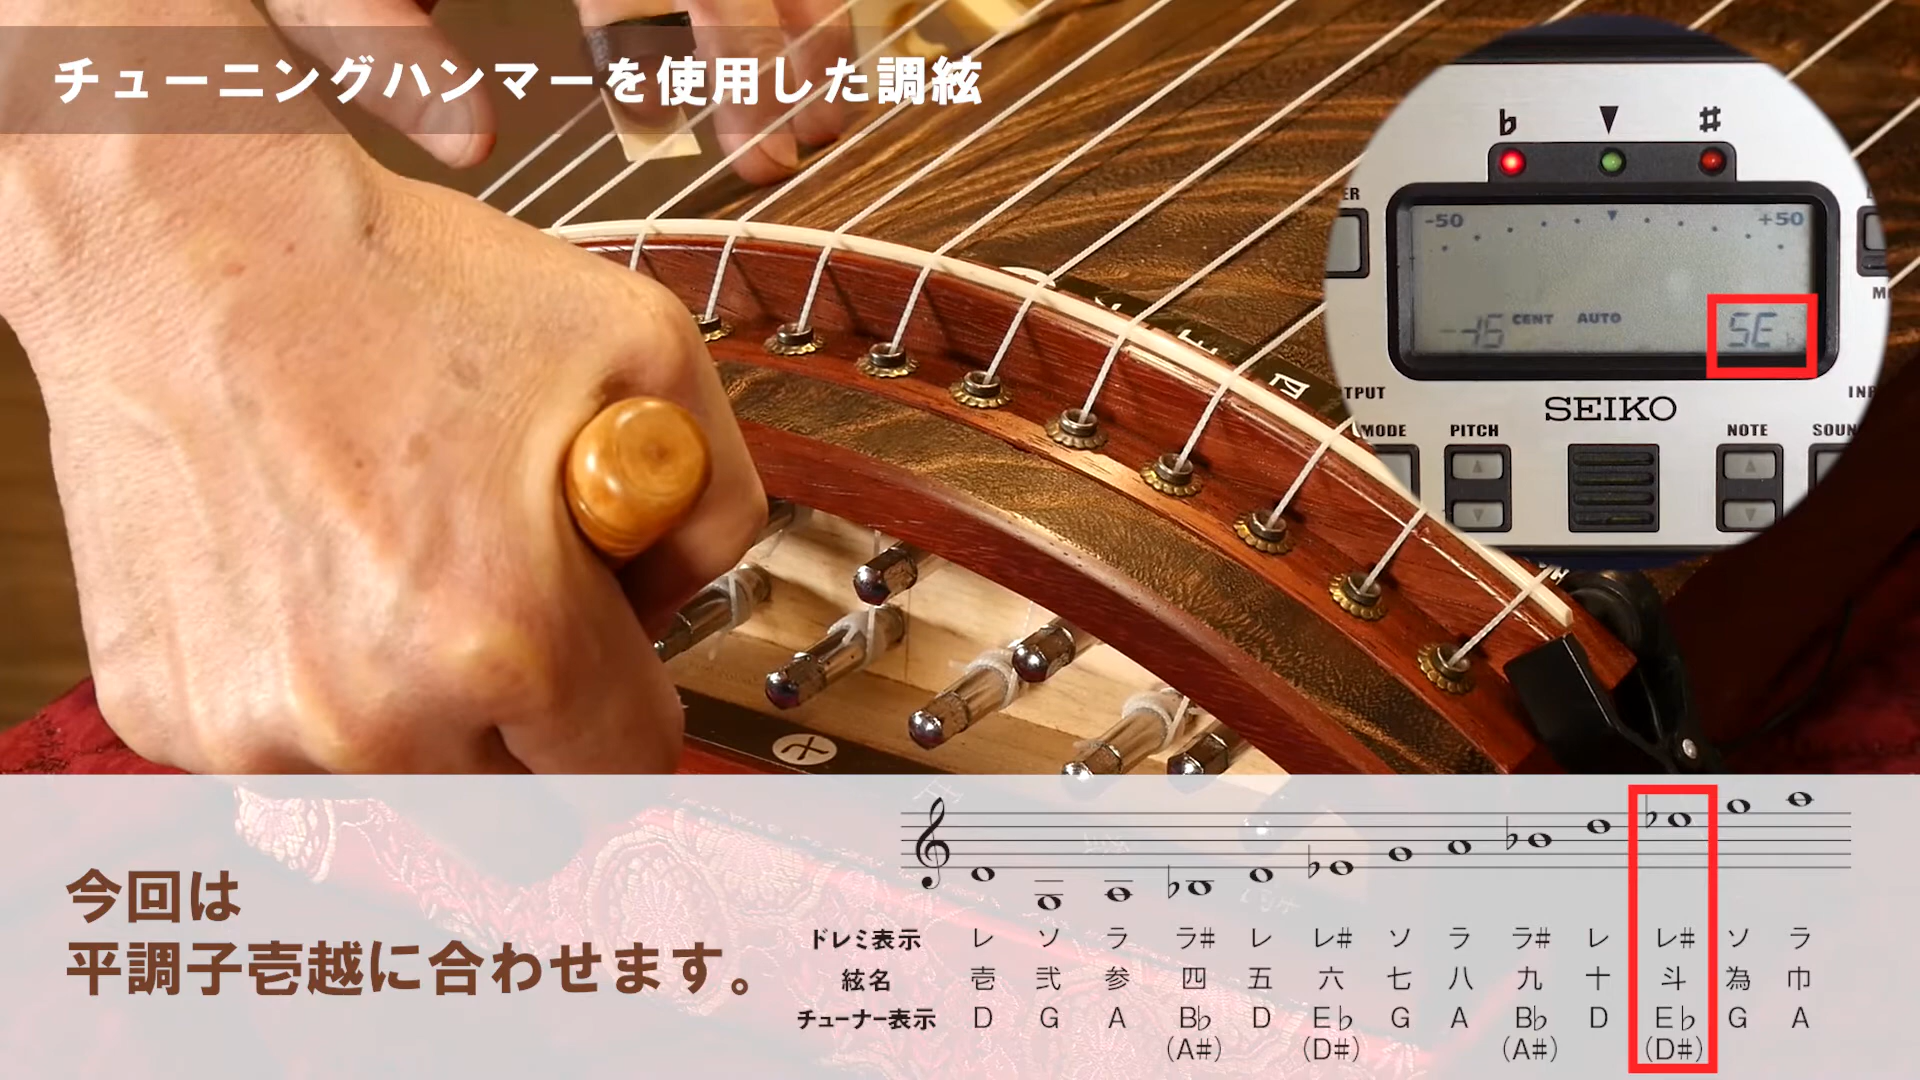 チューニングハンマーを使用した調絃
♭ ▼ ♯
-50 +50
CENT AUTO 5E
SEIKO
MODE PITCH NOTE
今回は
平調子壱越に合わせます。
ドレミ表示 レ ソ ラ ラ# レ レ# ソ ラ ラ# レ レ# ソ ラ
絃名 壱 弐 参 四 五 六 七 八 九 十 斗 為 巾
チューナー表示 D G A B♭ D E♭ G A B♭ D E♭ G A
(A#) (D#) (A#) (D#)